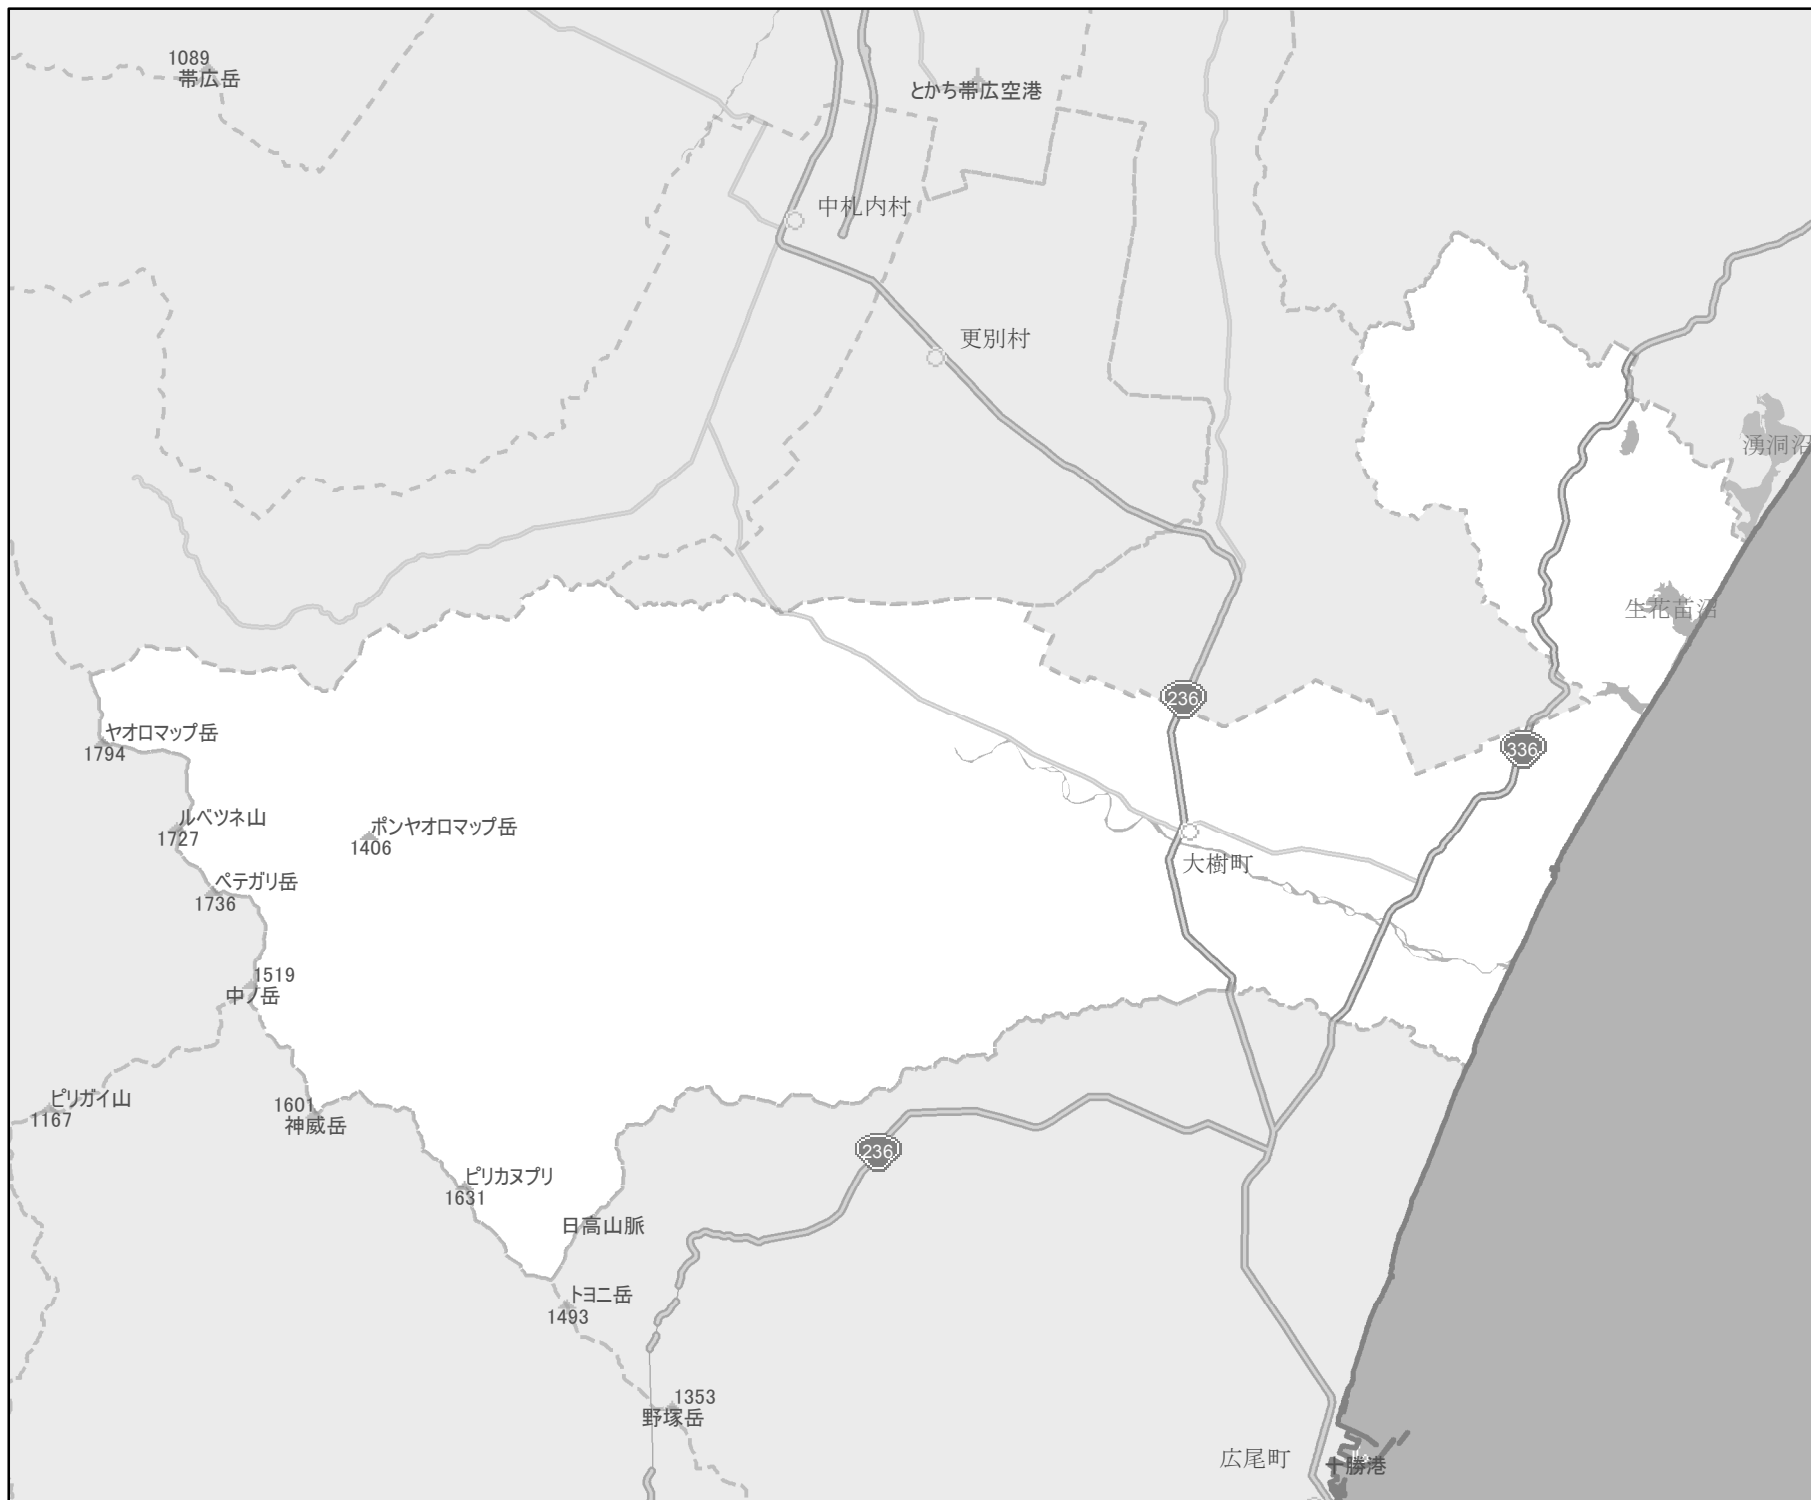 1089
帯広岳
とかち帯広空港
中札内村
更別村
湧洞沼
生花苗沼
236
ヤオロマップ岳
1794
336
ルベツネ山
1727
ポンヤオロマップ岳
1406
大樹町
ペテガリ岳
1736
1519
中ノ岳
ピリガイ山
1167
1601
神威岳
236
ピリカヌプリ
1631
日高山脈
トヨニ岳
1493
1353
野塚岳
広尾町
十勝港